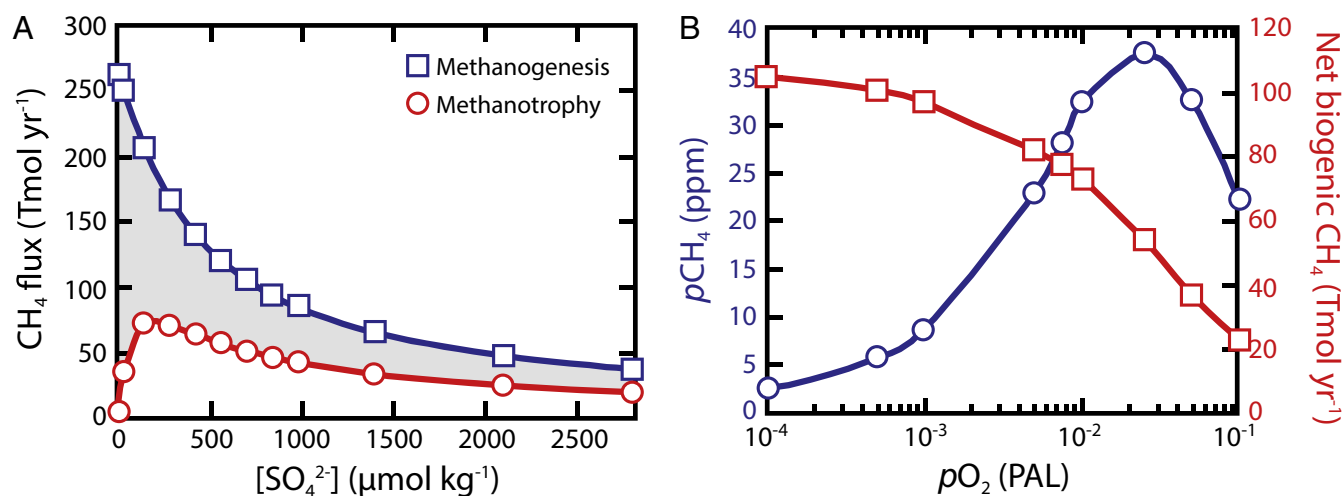 A
300
250
200
150
100
50
0
CH₄ flux (Tmol yr⁻¹)
Methanogenesis
Methanotrophy
0 500 1000 1500 2000 2500
[SO₄²⁻] (μmol kg⁻¹)
B
40
35
30
25
20
15
10
5
0
pCH₄ (ppm)
10⁻⁴ 10⁻³ 10⁻² 10⁻¹
pO₂ (PAL)
120
100
80
60
40
20
0
Net biogenic CH₄ (Tmol yr⁻¹)